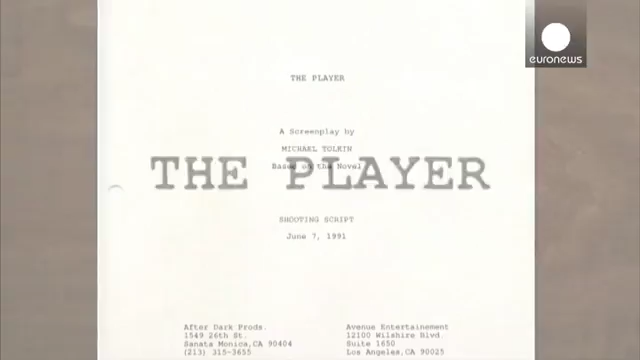 euronews
THE PLAYER
A Screenplay by
MICHAEL TOLKIN
Based on the Novel
THE PLAYER
SHOOTING SCRIPT
June 7, 1991
After Dark Prods.
1549 26th St.
Sanata Monica,CA 90404
(213) 315-3655
Avenue Entertainement
12100 Wilshire Blvd.
Suite 1650
Los Angeles,CA 90025